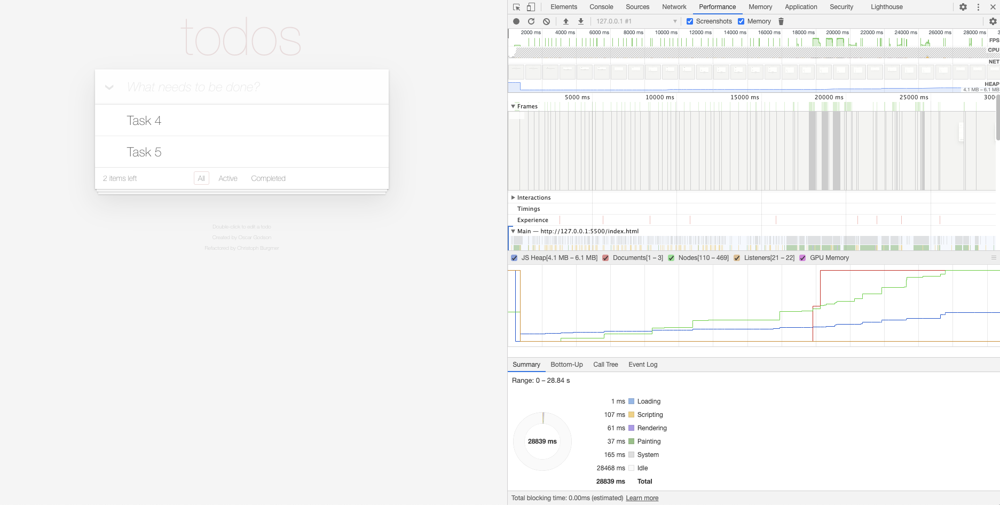 todos
What needs to be done?
Task 4
Task 5
2 items left All Active Completed
Double-click to edit a todo
Created by Oscar Godson
Refactored by Christoph Burgmer
Elements Console Sources Network Performance Memory Application Security Lighthouse
127.0.0.1 #1 Screenshots Memory
2000 ms 4000 ms 6000 ms 8000 ms 10000 ms 12000 ms 14000 ms 16000 ms 18000 ms 20000 ms 22000 ms 24000 ms 26000 ms 28000 ms 3
FPS
CPU
NET
HEAP
4.1 MB – 6.1 MB
5000 ms 10000 ms 15000 ms 20000 ms 25000 ms 300
Frames
Interactions
Timings
Experience
Main — http://127.0.0.1:5500/index.html
JS Heap[4.1 MB – 6.1 MB] Documents[1 – 3] Nodes[110 – 469] Listeners[21 – 22] GPU Memory
Summary Bottom-Up Call Tree Event Log
Range: 0 – 28.84 s
1 ms Loading
107 ms Scripting
61 ms Rendering
28839 ms
37 ms Painting
165 ms System
28468 ms Idle
28839 ms Total
Total blocking time: 0.00ms (estimated) Learn more